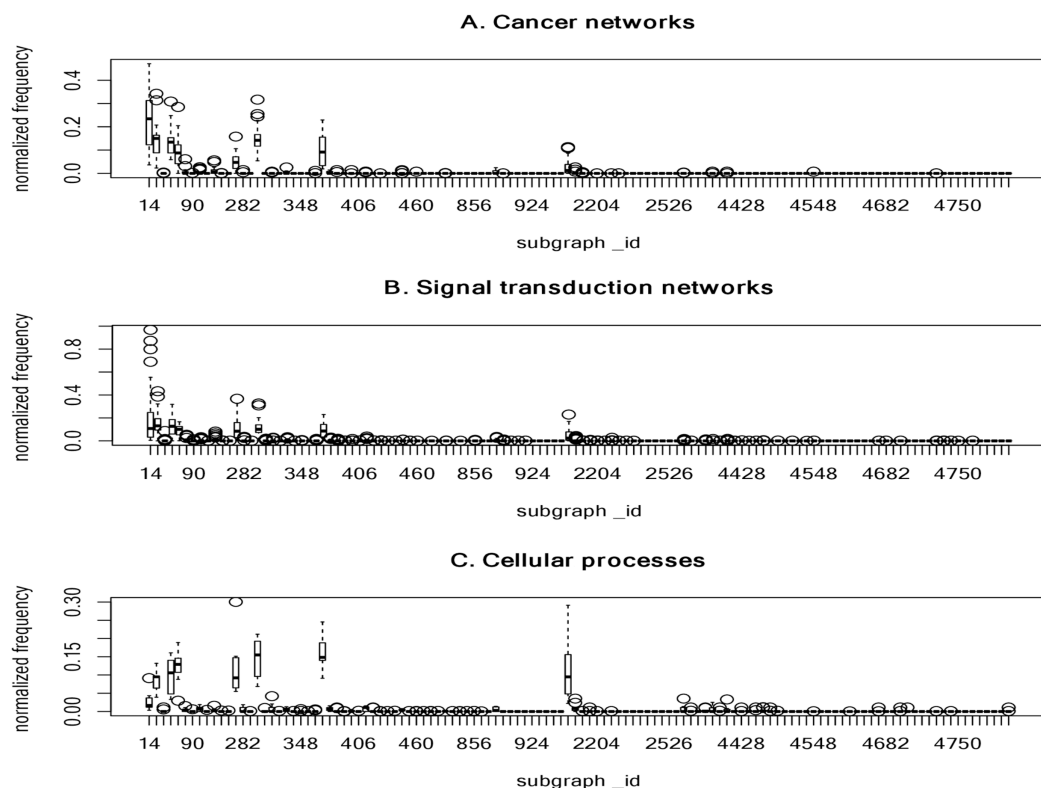 A. Cancer networks
normalized frequency
0.4
0.2
0.0
14 90 282 348 406 460 856 924 2204 2526 4428 4548 4682 4750
subgraph _id
B. Signal transduction networks
normalized frequency
0.8
0.4
0.0
14 90 282 348 406 460 856 924 2204 2526 4428 4548 4682 4750
subgraph _id
C. Cellular processes
normalized frequency
0.30
0.15
0.00
14 90 282 348 406 460 856 924 2204 2526 4428 4548 4682 4750
subgraph _id